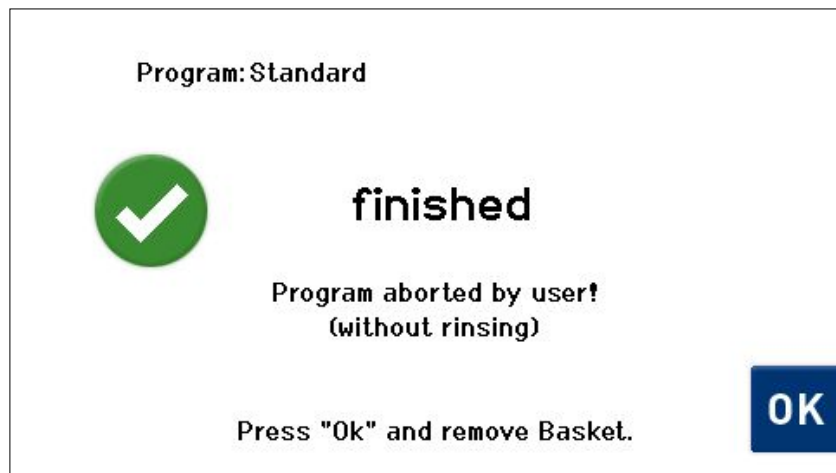 Program: Standard
finished
Program aborted by user!
(without rinsing)
OK
Press "Ok" and remove Basket.